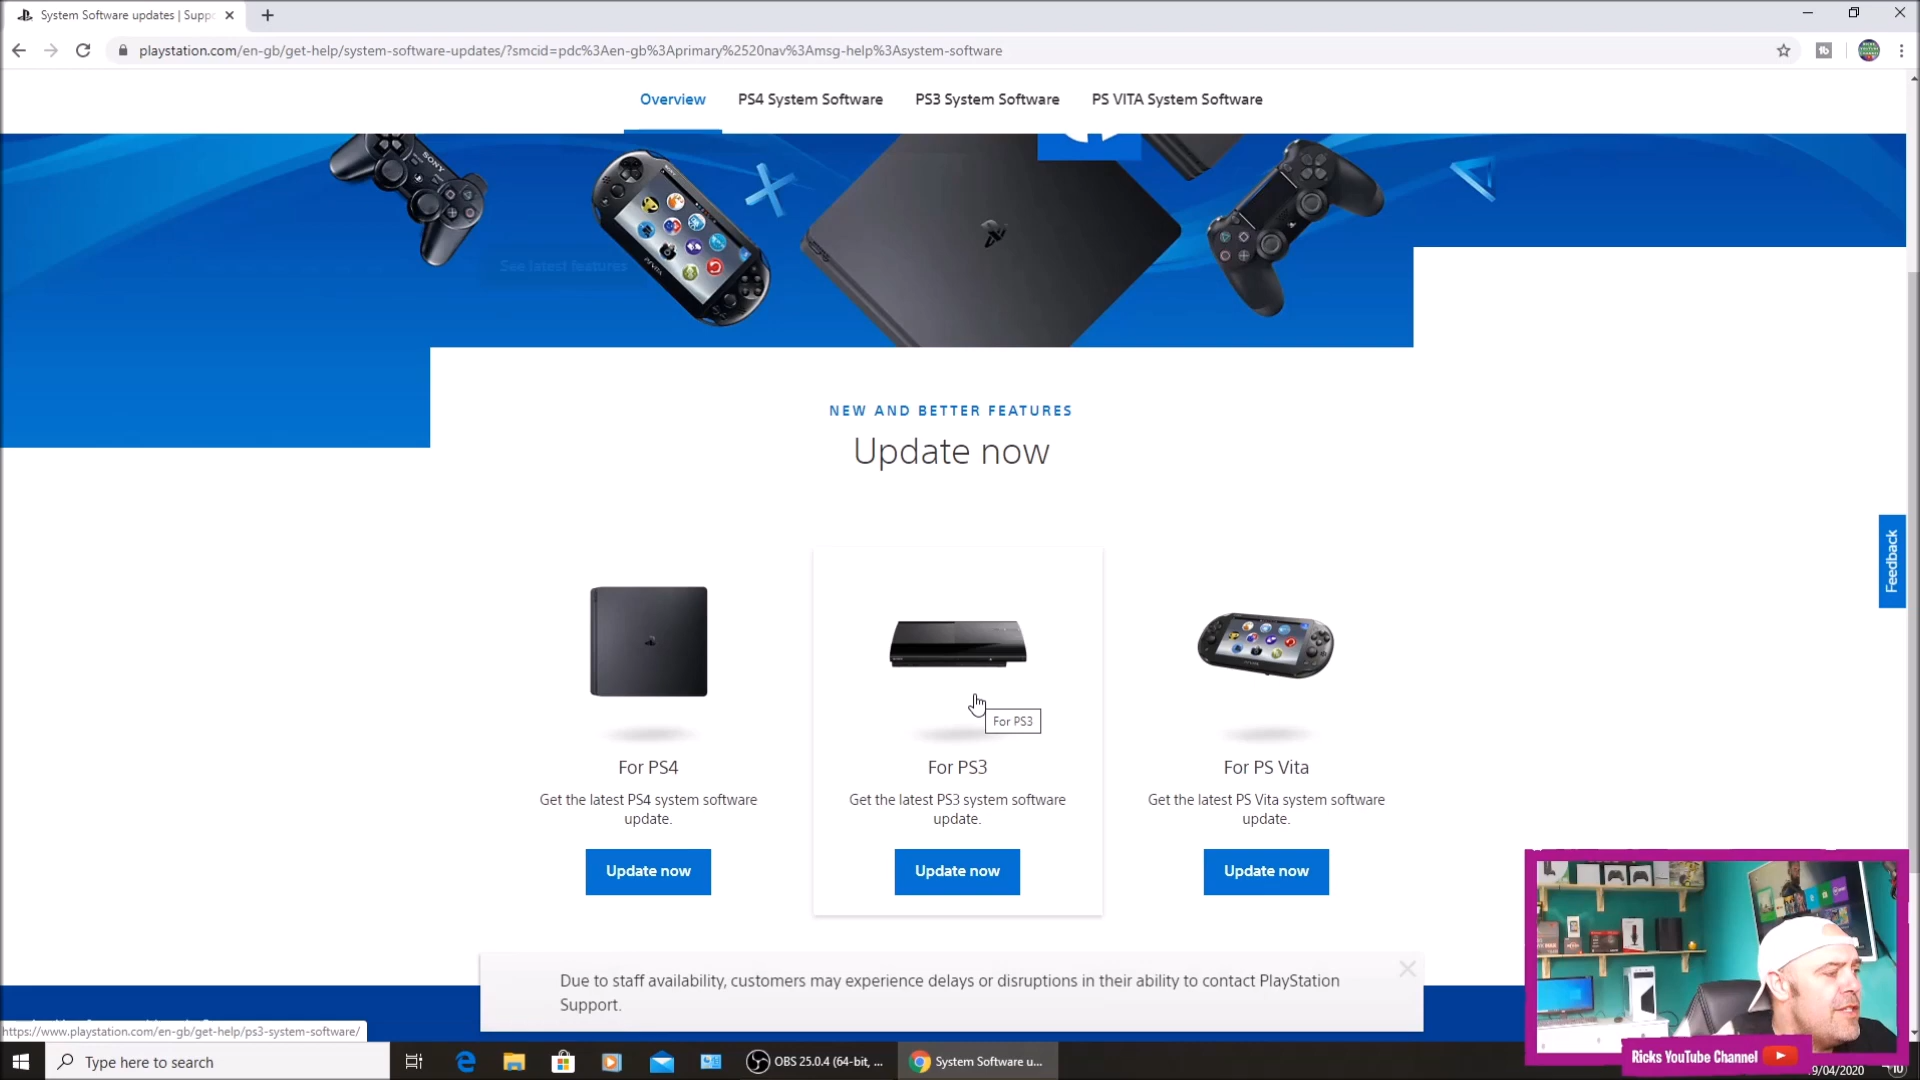 System Software updates | Supp
playstation.com/en-gb/get-help/system-software-updates/?smcid=pdc%3Aen-gb%3Aprimary%2520nav%3Amsg-help%3Asystem-software
Overview
PS4 System Software
PS3 System Software
PS VITA System Software
SONY
PSVITA
See latest features
NEW AND BETTER FEATURES
Update now
For PS3
For PS4
Get the latest PS4 system software
update.
Update now
For PS3
Get the latest PS3 system software
update.
Update now
For PS Vita
Get the latest PS Vita system software
update.
Update now
Feedback
Due to staff availability, customers may experience delays or disruptions in their ability to contact PlayStation
Support.
https://www.playstation.com/en-gb/get-help/ps3-system-software/
Type here to search
OBS 25.0.4 (64-bit, ...
System Software u...
Ricks YouTube Channel
9/04/2020